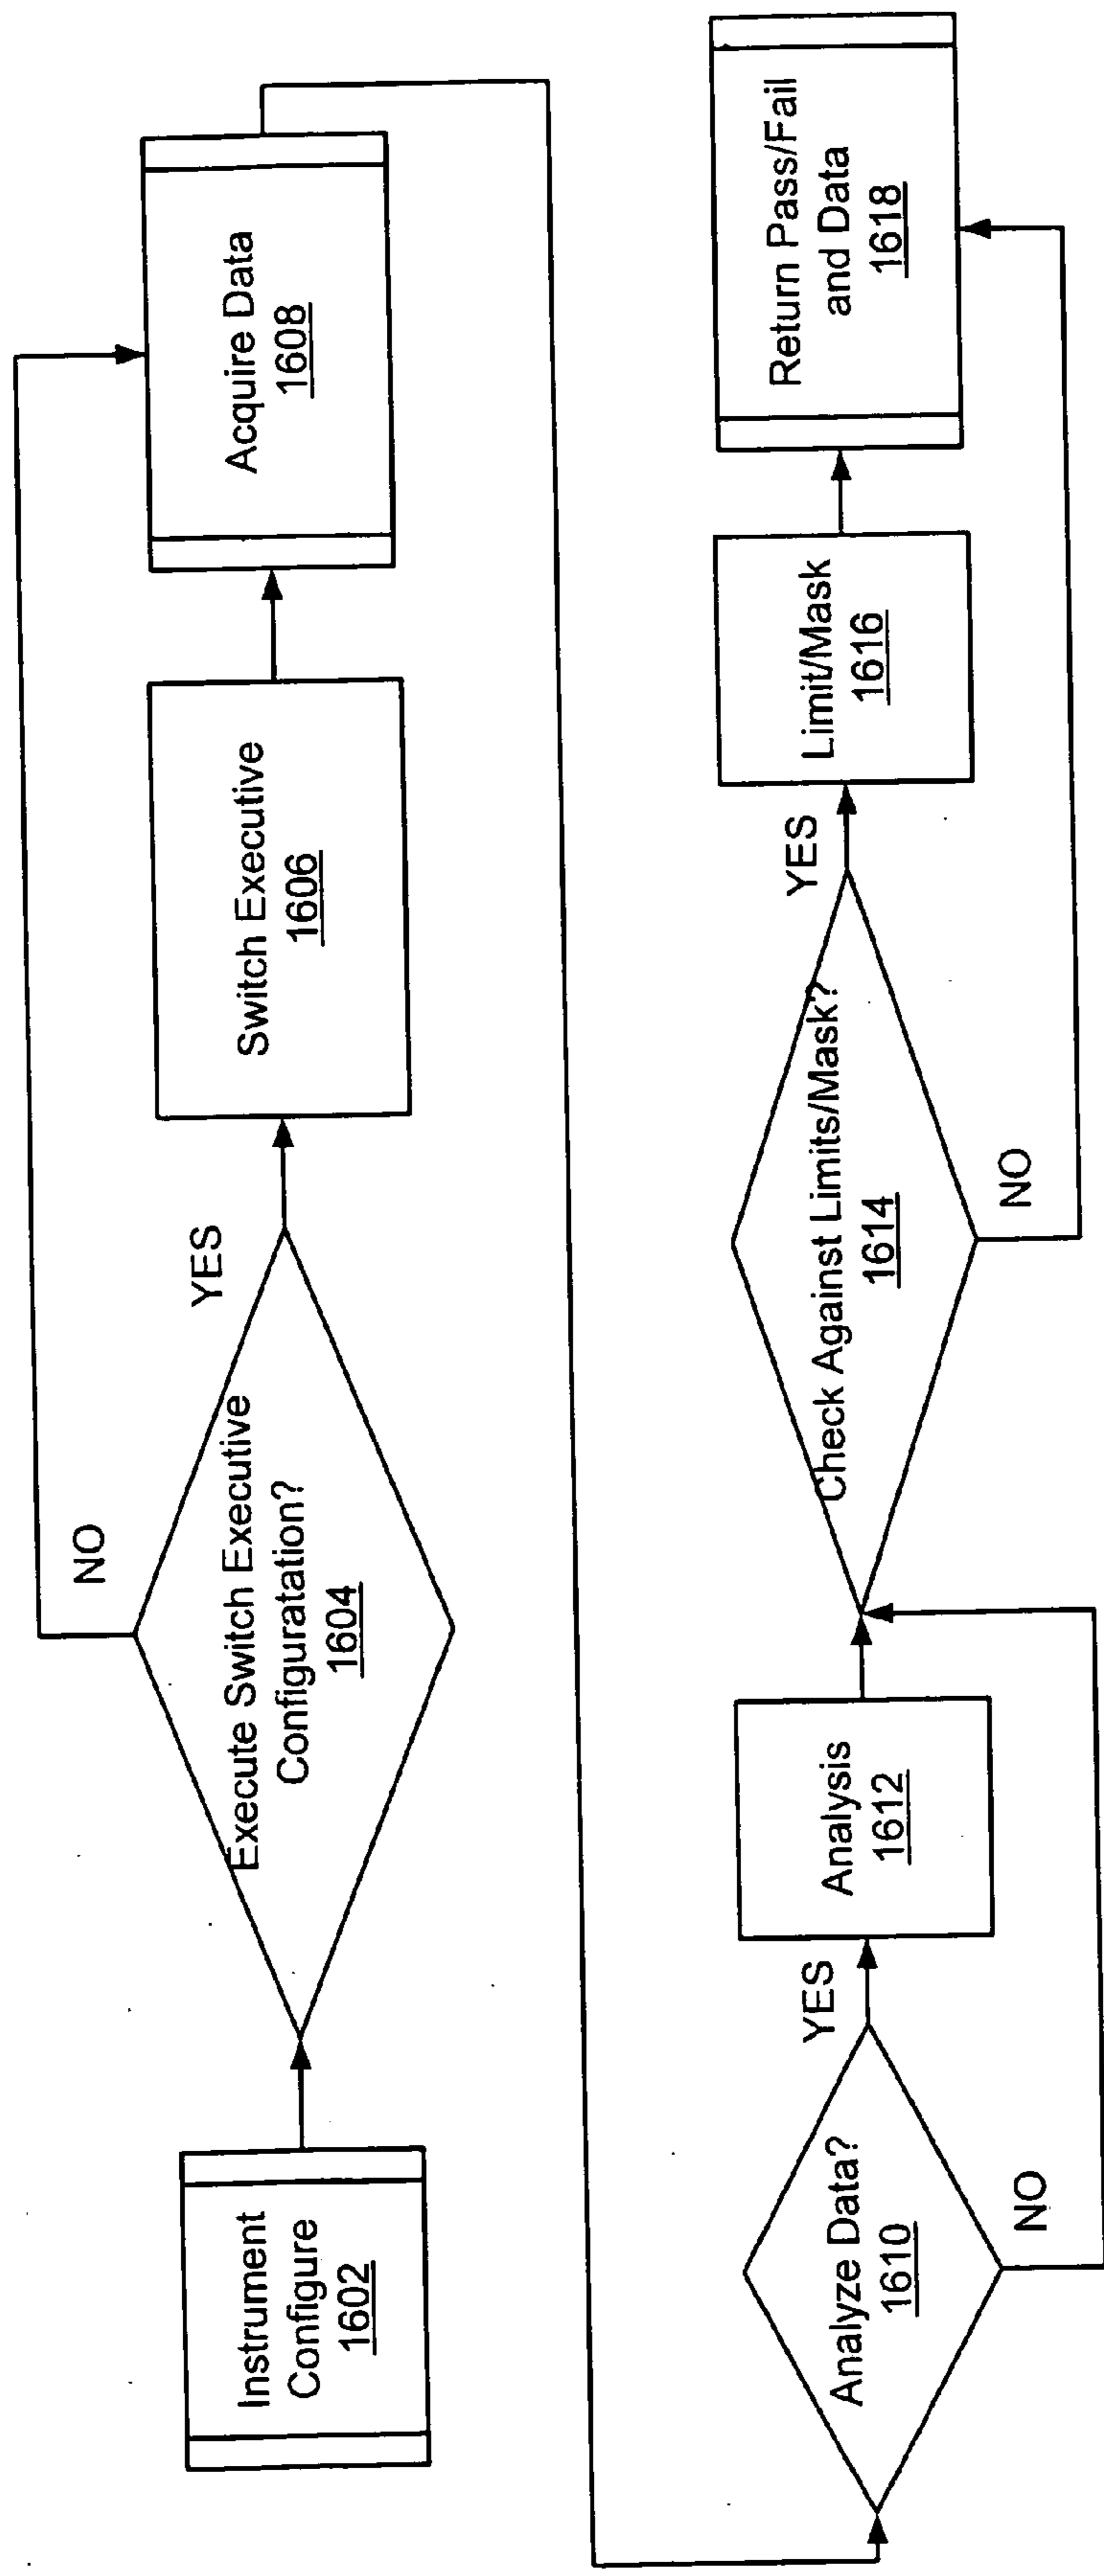 Instrument
Configure
1602
Execute Switch Executive
Configuratation?
1604
NO
YES
Switch Executive
1606
Acquire Data
1608
Analyze Data?
1610
YES
NO
Analysis
1612
Check Against Limits/Mask?
1614
YES
NO
Limit/Mask
1616
Return Pass/Fail
and Data
1618